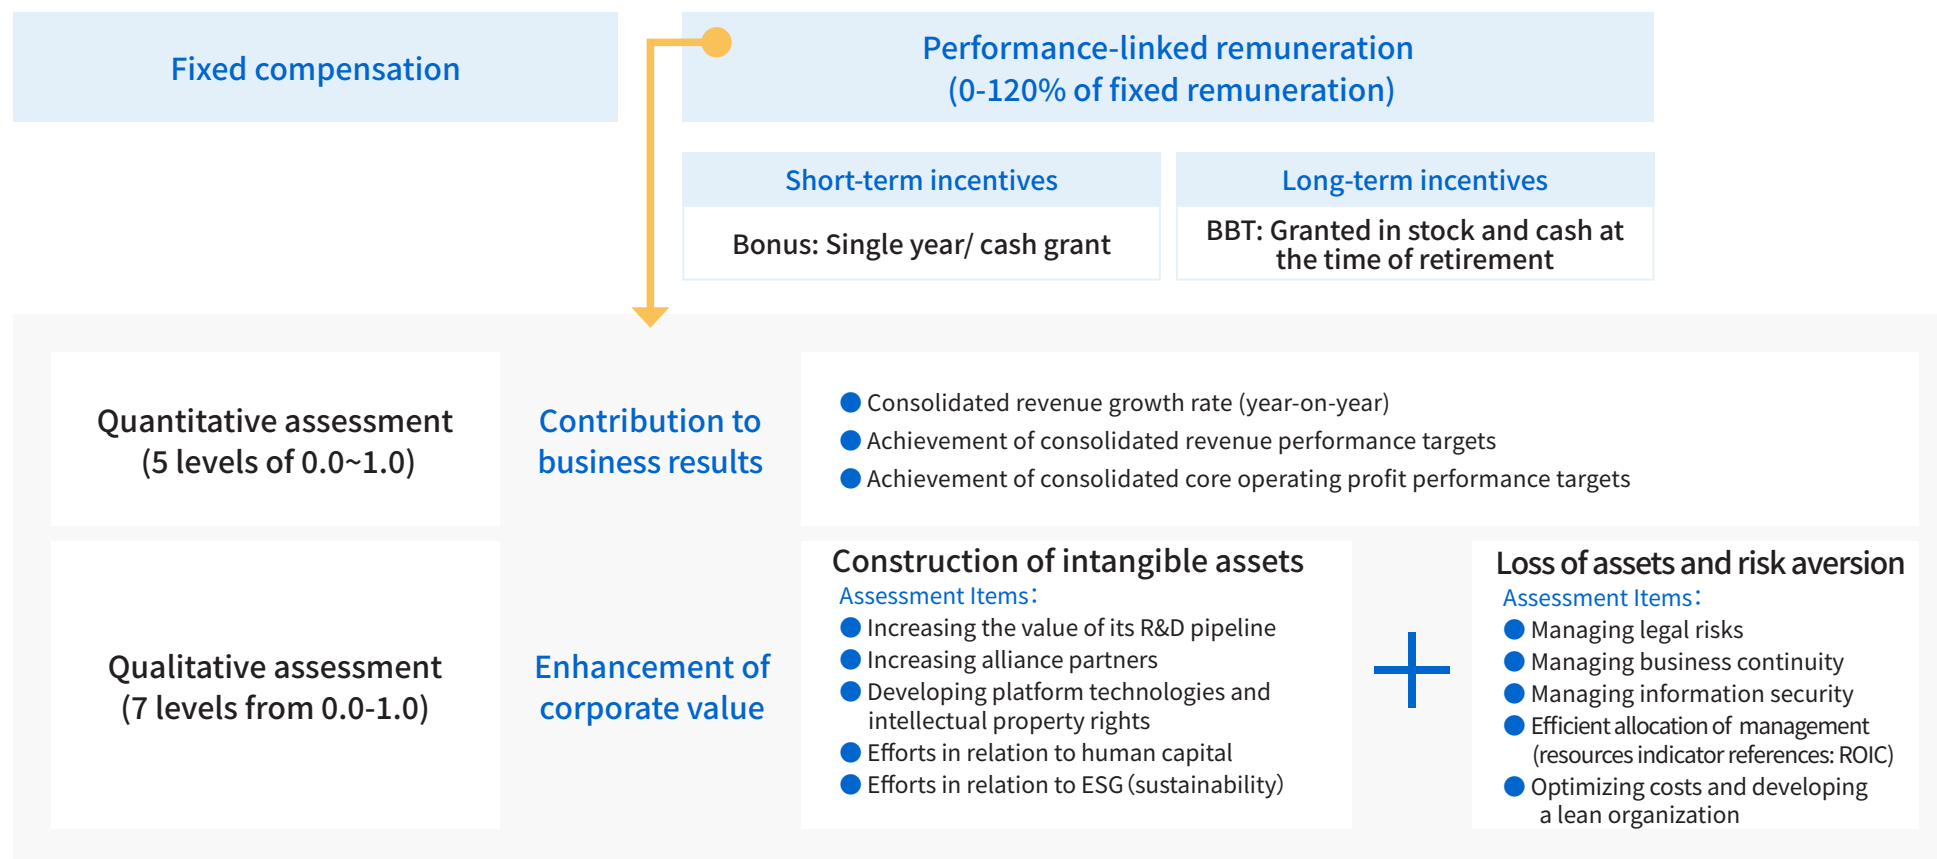 Fixed compensation
Performance-linked remuneration
(0-120% of fixed remuneration)
Short-term incentives
Bonus: Single year/ cash grant
Long-term incentives
BBT: Granted in stock and cash at
the time of retirement
Quantitative assessment
(5 levels of 0.0~1.0)
Contribution to
business results
● Consolidated revenue growth rate (year-on-year)
● Achievement of consolidated revenue performance targets
● Achievement of consolidated core operating profit performance targets
Qualitative assessment
(7 levels from 0.0-1.0)
Enhancement of
corporate value
Construction of intangible assets
Assessment Items：
● Increasing the value of its R&D pipeline
● Increasing alliance partners
● Developing platform technologies and
intellectual property rights
● Efforts in relation to human capital
● Efforts in relation to ESG（sustainability）
Loss of assets and risk aversion
Assessment Items：
● Managing legal risks
● Managing business continuity
● Managing information security
● Efficient allocation of management
(resources indicator references: ROIC)
● Optimizing costs and developing
a lean organization